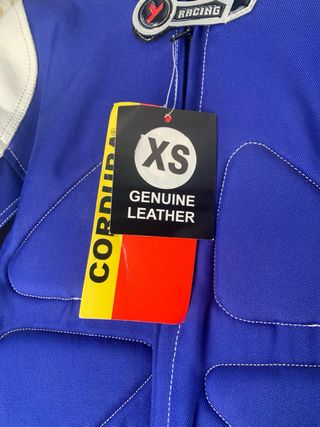 RACING
XS
GENUINE
LEATHER
CORDURA®